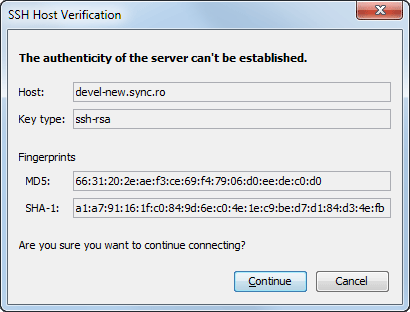 SSH Host Verification
The authenticity of the server can't be established.
Host: devel-new.sync.ro
Key type: ssh-rsa
Fingerprints
MD5: 66:31:20:2e:ae:f3:ce:69:f4:79:06:d0:ee:de:c0:d0
SHA-1: a1:a7:91:16:1f:c0:84:9d:6e:c0:4e:1e:c9:be:d7:d1:84:d3:4e:fb
Are you sure you want to continue connecting?
Continue Cancel